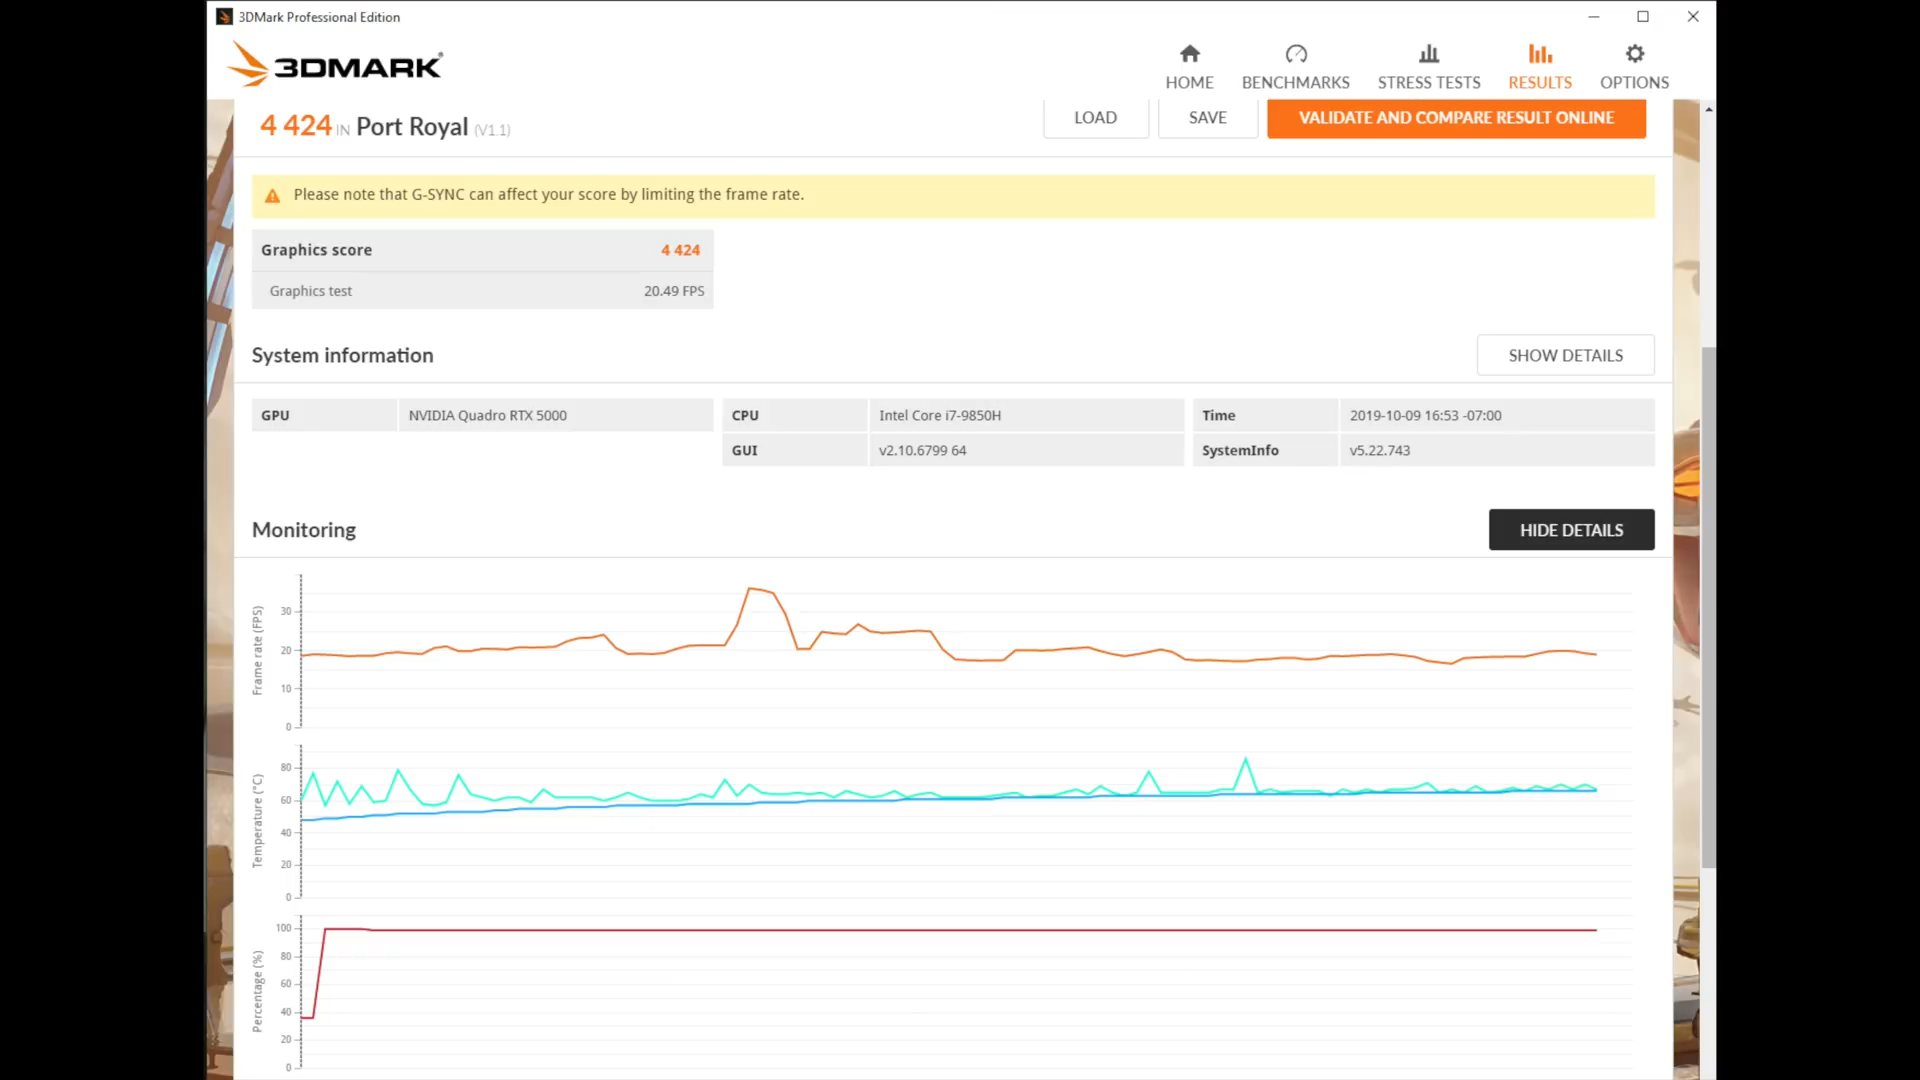 3DMark Professional Edition
3DMARK®
HOME
BENCHMARKS
STRESS TESTS
RESULTS
OPTIONS
4 424 IN Port Royal (V1.1)
LOAD
SAVE
VALIDATE AND COMPARE RESULT ONLINE
Please note that G-SYNC can affect your score by limiting the frame rate.
Graphics score 4 424
Graphics test 20.49 FPS
System information
SHOW DETAILS
GPU NVIDIA Quadro RTX 5000
CPU Intel Core i7-9850H
Time 2019-10-09 16:53 -07:00
GUI v2.10.6799 64
SystemInfo v5.22.743
Monitoring
HIDE DETAILS
Frame rate (FPS)
30
20
10
0
Temperature (°C)
80
60
40
20
0
Percentage (%)
100
80
60
40
20
0